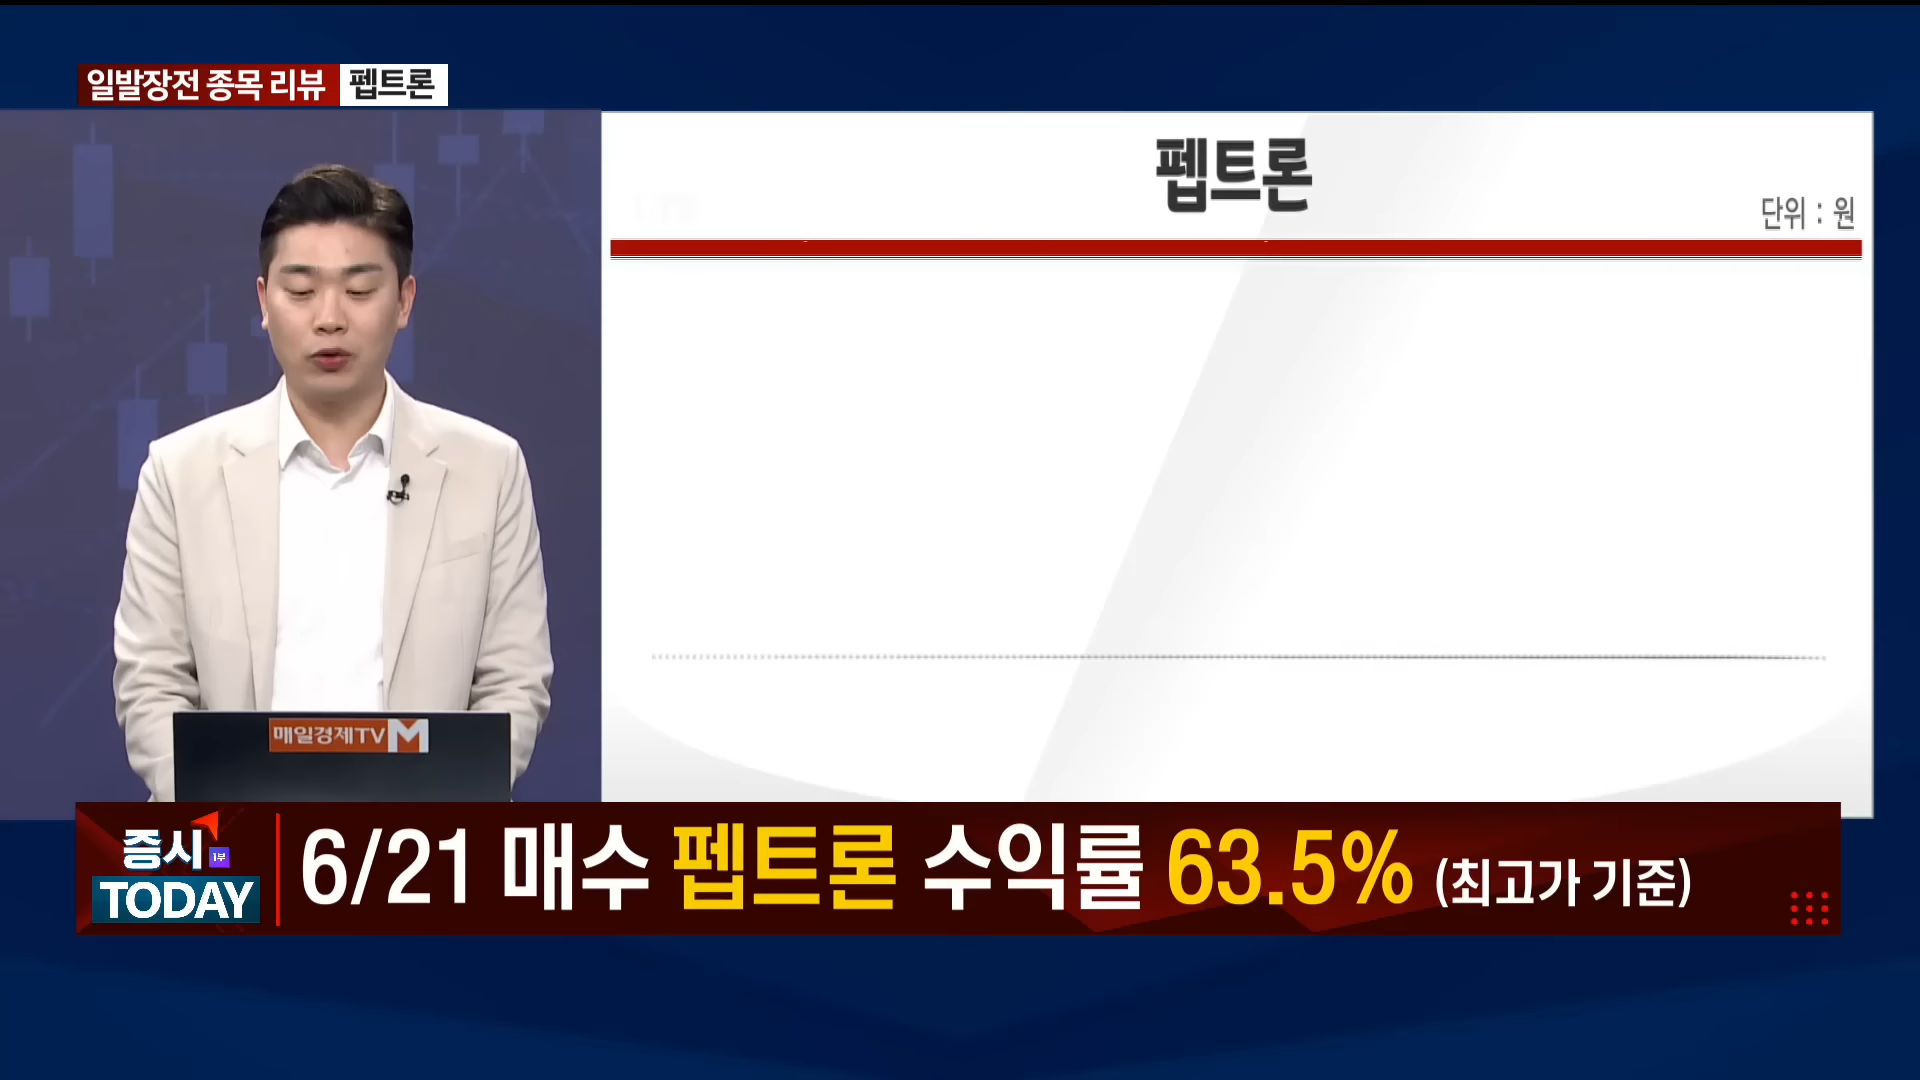 일발장전 종목 리뷰 펩트론
펩트론
단위 : 원
매일경제TV M
증시 1부
TODAY
6/21 매수 펩트론 수익률 63.5% (최고가 기준)